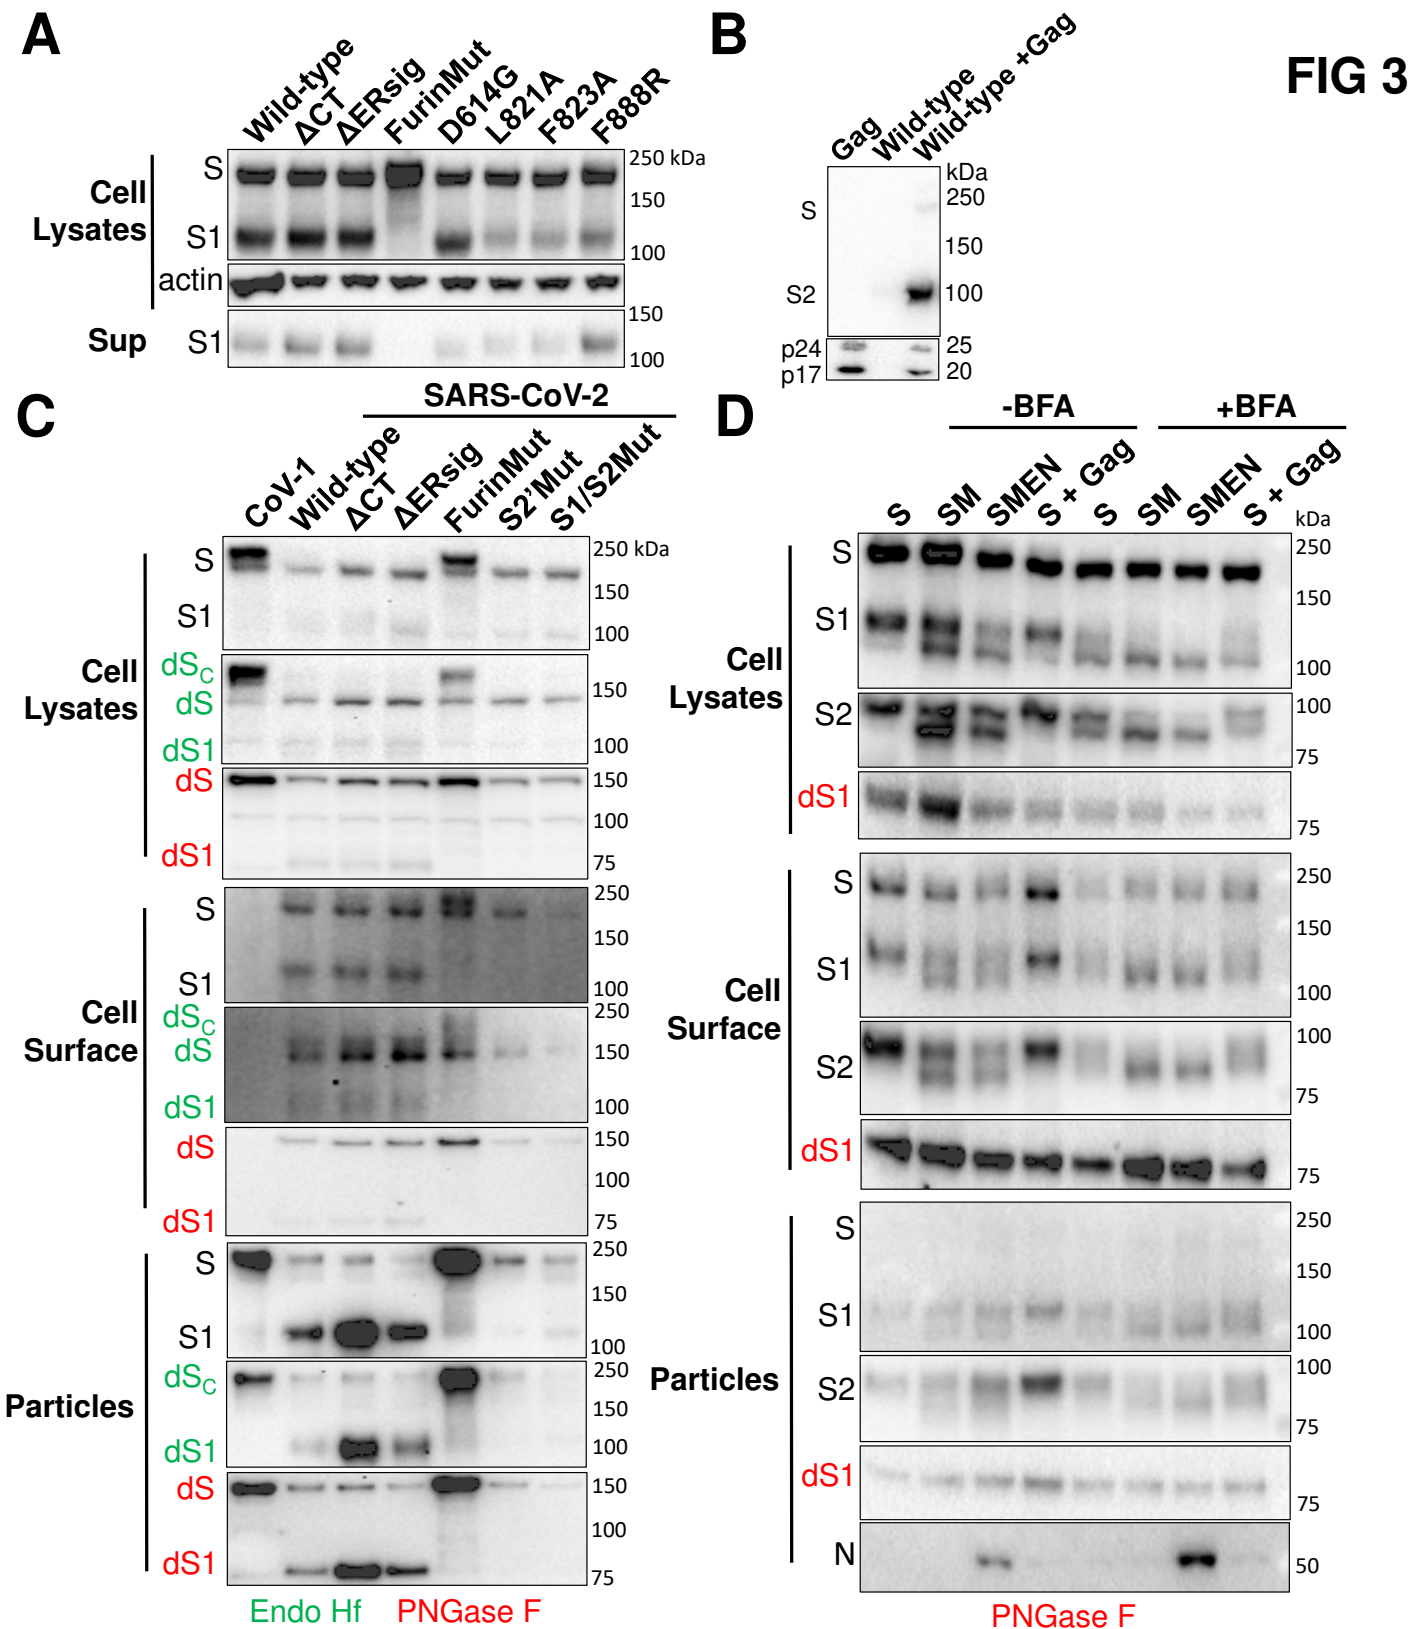 FIG 3
A
Wild-type
ΔCT
ΔERsig
FurinMut
D614G
L821A
F823A
F888R
Cell
Lysates
S
S1
actin
250 kDa
150
100
Sup
S1
150
100
B
Gag
Wild-type
Wild-type +Gag
kDa
S
250
150
S2
100
p24
25
p17
20
C
SARS-CoV-2
CoV-1
Wild-type
ΔCT
ΔERsig
FurinMut
S2’Mut
S1/S2Mut
Cell
Lysates
S
250 kDa
150
S1
100
dSC
dS
150
dS1
100
dS
150
100
dS1
75
Cell
Surface
S
250
150
S1
100
dSC
250
dS
150
dS1
100
dS
150
100
dS1
75
Particles
S
250
150
S1
100
dSC
250
150
dS1
100
dS
150
100
dS1
75
Endo Hf
PNGase F
D
-BFA
+BFA
S
SM
SMEN
S + Gag
S
SM
SMEN
S + Gag
kDa
Cell
Lysates
S
250
150
S1
100
S2
100
75
dS1
75
Cell
Surface
S
250
150
S1
100
S2
100
75
dS1
75
Particles
S
250
150
S1
100
S2
100
75
dS1
75
N
50
PNGase F